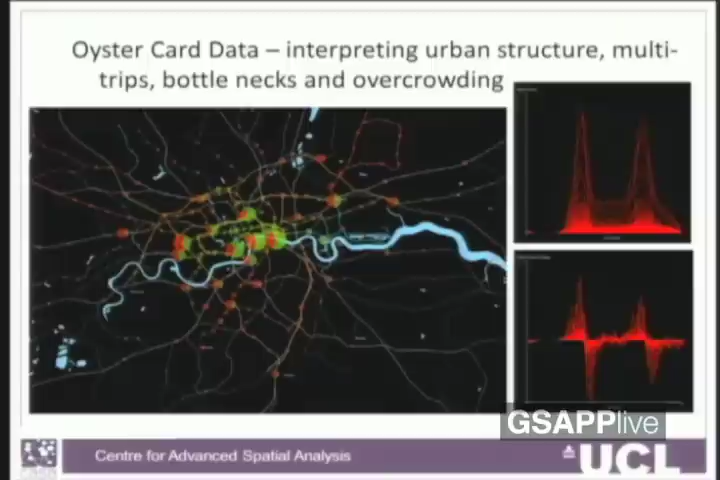 Oyster Card Data – interpreting urban structure, multi-
trips, bottle necks and overcrowding
GSAPPlive
Centre for Advanced Spatial Analysis
UCL